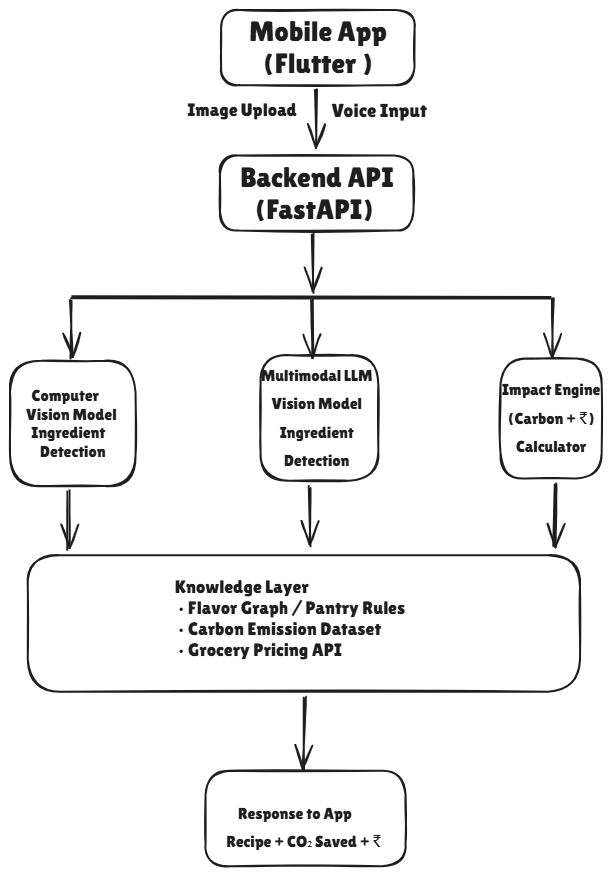 Mobile App
(Flutter )
Image Upload
Voice Input
Backend API
(FastAPI)
Computer
Vision Model
Ingredient
Detection
Multimodal LLM
Vision Model
Ingredient
Detection
Impact Engine
(Carbon + ₹)
Calculator
Knowledge Layer
• Flavor Graph / Pantry Rules
• Carbon Emission Dataset
• Grocery Pricing API
Response to App
Recipe + CO₂ Saved + ₹